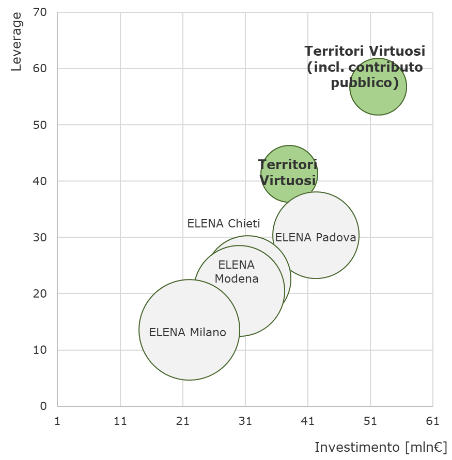 70
Leverage
60
50
40
30
20
10
0
Territori Virtuosi
(incl. contributo
pubblico)
Territori
Virtuosi
ELENA Chieti
ELENA Padova
ELENA
Modena
ELENA Milano
1 11 21 31 41 51 61
Investimento [mln€]